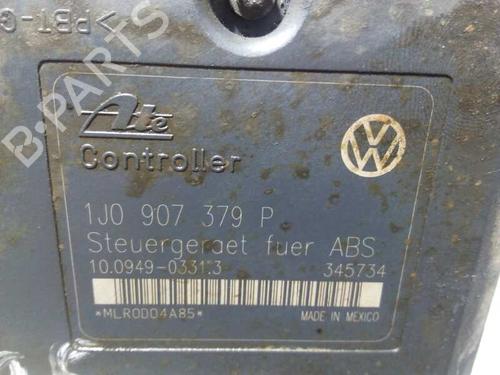 >PBT-G
B-PARTS
Ate
Controller
VW
1J0 907 379 P
Steuergeraet fuer ABS
10.0949-0331.3 345734
*MLR0D04A85* MADE IN MEXICO